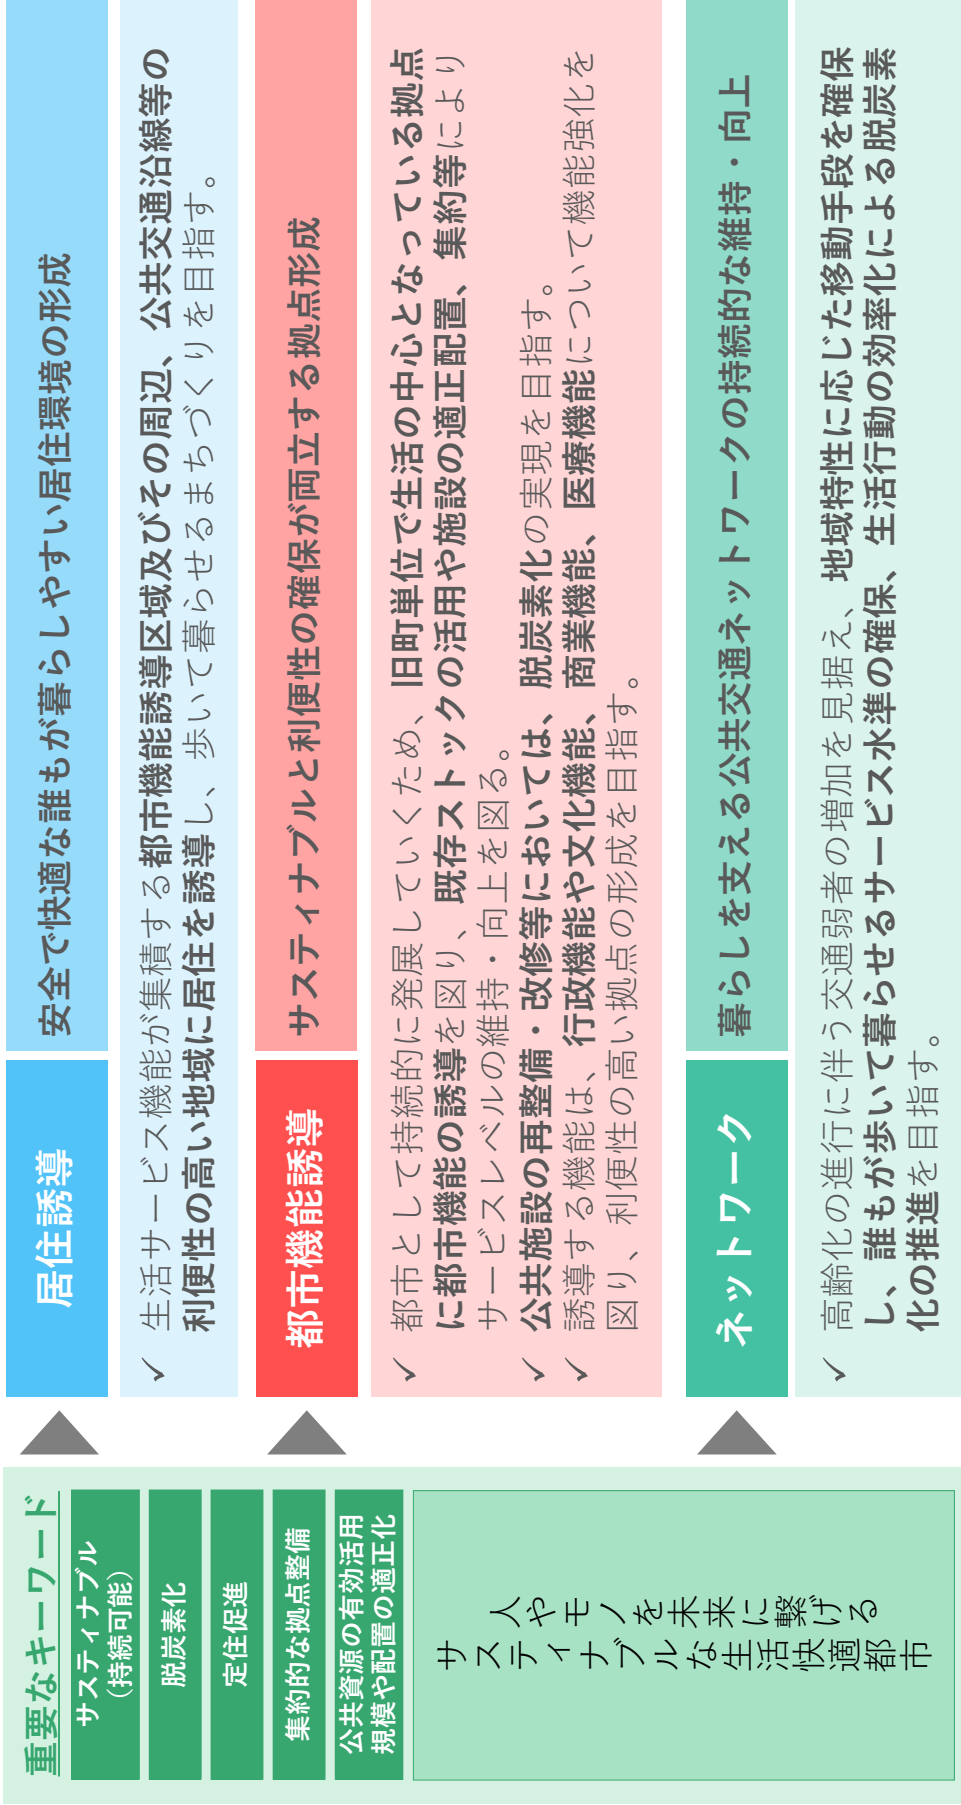 重要なキーワード
サスティナブル
（持続可能）
脱炭素化
定住促進
集約的な拠点整備
公共資源の有効活用
規模や配置の適正化
人やモノを未来に繋げる
サスティナブルな生活快適都市
居住誘導
安全で快適な誰もが暮らしやすい居住環境の形成
✓ 生活サービス機能が集積する都市機能誘導区域及びその周辺、公共交通沿線等の
利便性の高い地域に居住を誘導し、歩いて暮らせるまちづくりを目指す。
都市機能誘導
サスティナブルと利便性の確保が両立する拠点形成
✓ 都市として持続的に発展していくため、旧町単位で生活の中心となっている拠点
に都市機能の誘導を図り、既存ストックの活用や施設の適正配置、集約等により
サービスレベルの維持・向上を図る。
✓ 公共施設の再整備・改修等においては、脱炭素化の実現を目指す。
✓ 誘導する機能は、行政機能や文化機能、商業機能、医療機能について機能強化を
図り、利便性の高い拠点の形成を目指す。
ネットワーク
暮らしを支える公共交通ネットワークの持続的な維持・向上
✓ 高齢化の進行に伴う交通弱者の増加を見据え、地域特性に応じた移動手段を確保
し、誰もが歩いて暮らせるサービス水準の確保、生活行動の効率化による脱炭素
化の推進を目指す。